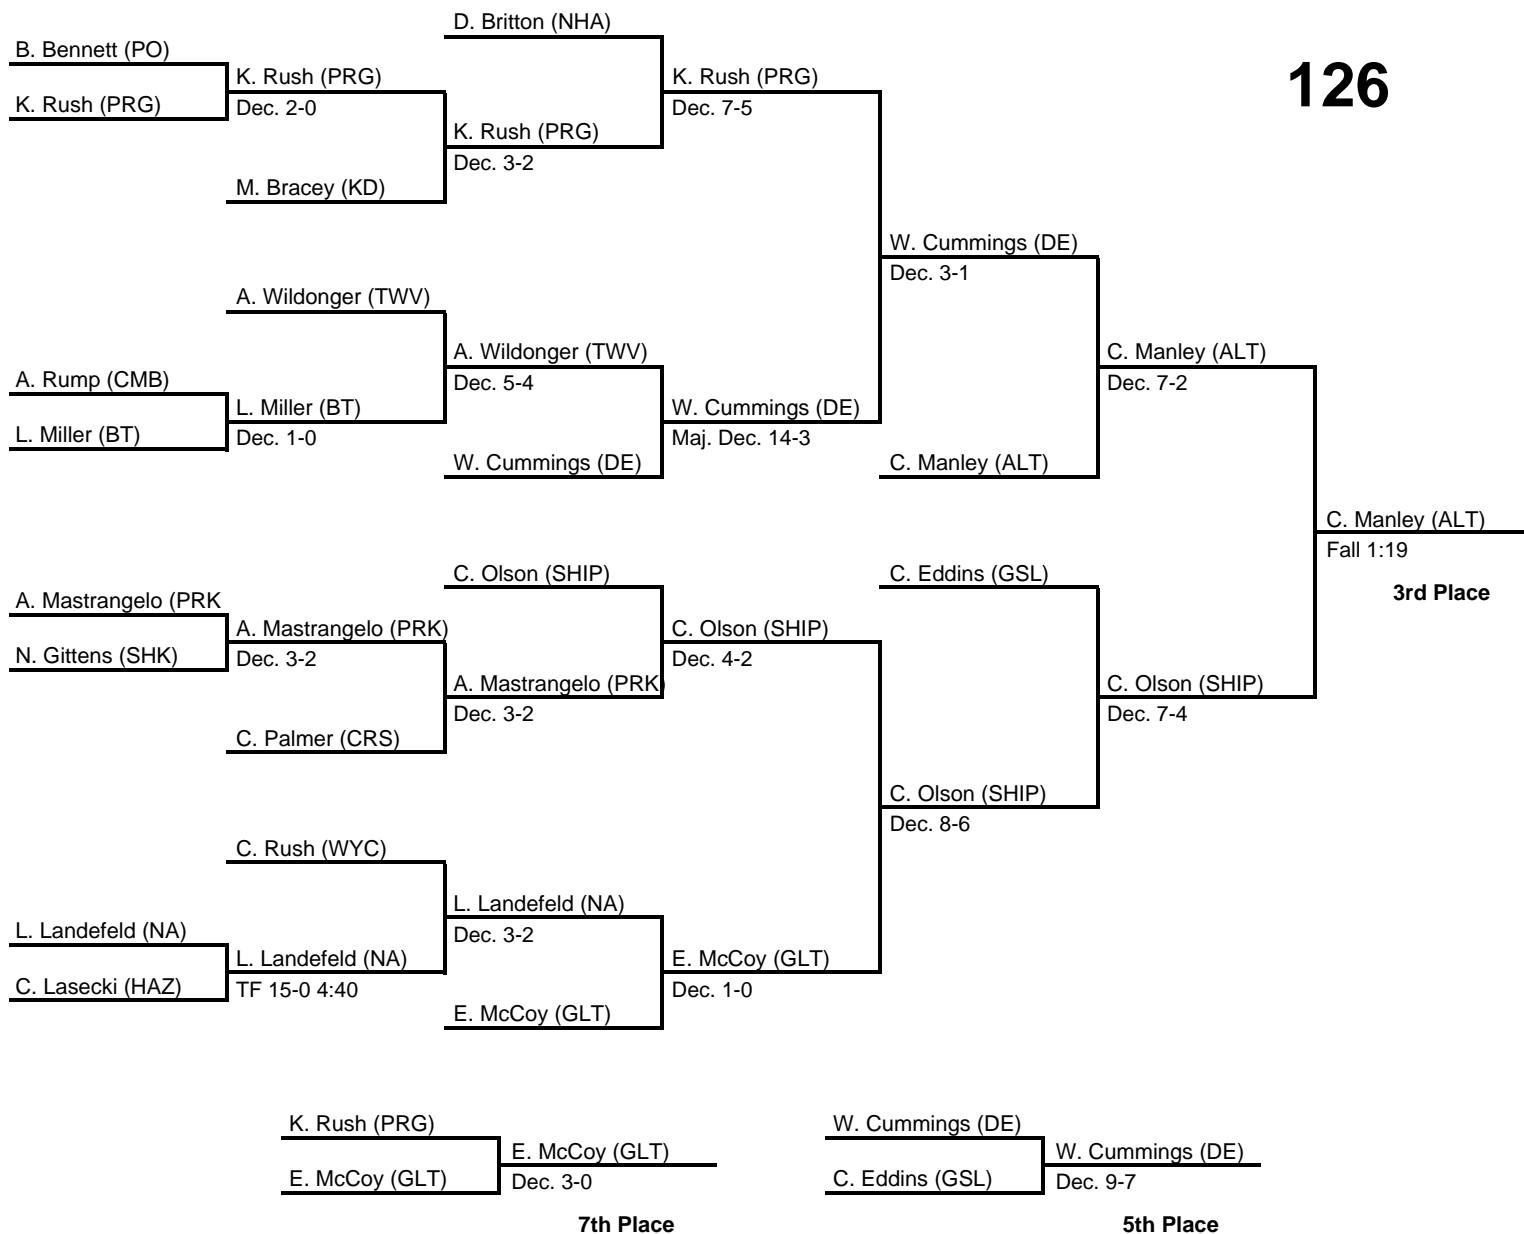 D. Britton (NHA)
B. Bennett (PO)
126
K. Rush (PRG)
K. Rush (PRG)
K. Rush (PRG)
Dec. 2-0
Dec. 7-5
K. Rush (PRG)
Dec. 3-2
M. Bracey (KD)
W. Cummings (DE)
Dec. 3-1
A. Wildonger (TWV)
A. Wildonger (TWV)
C. Manley (ALT)
Dec. 5-4
Dec. 7-2
A. Rump (CMB)
L. Miller (BT)
W. Cummings (DE)
L. Miller (BT)
Dec. 1-0
Maj. Dec. 14-3
W. Cummings (DE)
C. Manley (ALT)
C. Manley (ALT)
Fall 1:19
3rd Place
C. Olson (SHIP)
C. Eddins (GSL)
A. Mastrangelo (PRK
A. Mastrangelo (PRK)
C. Olson (SHIP)
N. Gittens (SHK)
Dec. 3-2
Dec. 4-2
A. Mastrangelo (PRK)
C. Olson (SHIP)
Dec. 3-2
Dec. 7-4
C. Palmer (CRS)
C. Olson (SHIP)
Dec. 8-6
C. Rush (WYC)
L. Landefeld (NA)
Dec. 3-2
L. Landefeld (NA)
L. Landefeld (NA)
E. McCoy (GLT)
C. Lasecki (HAZ)
TF 15-0 4:40
Dec. 1-0
E. McCoy (GLT)
K. Rush (PRG)
E. McCoy (GLT)
E. McCoy (GLT)
Dec. 3-0
7th Place
W. Cummings (DE)
W. Cummings (DE)
C. Eddins (GSL)
Dec. 9-7
5th Place